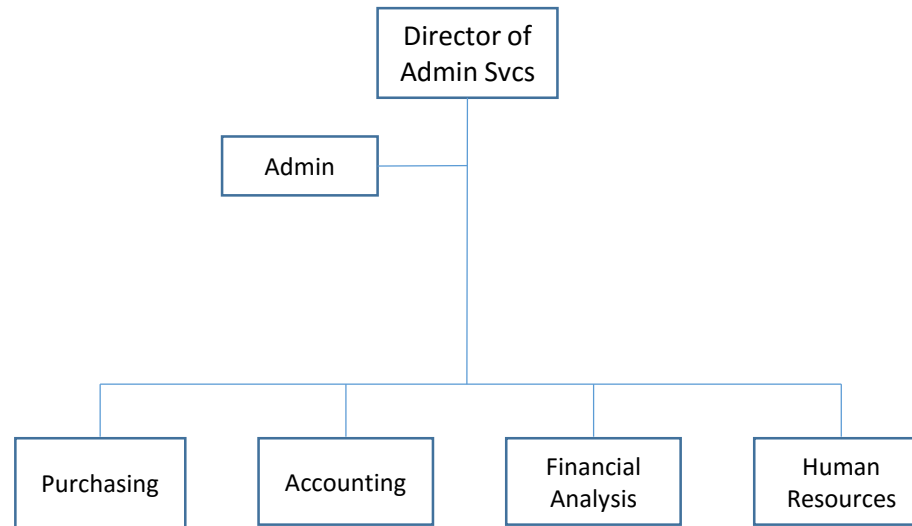 Director of
Admin Svcs
Admin
Purchasing
Accounting
Financial
Analysis
Human
Resources